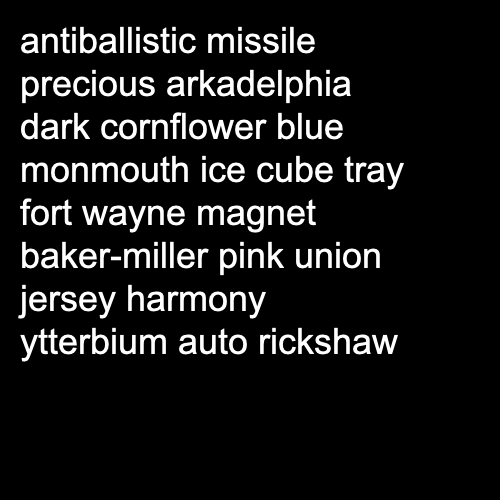 antiballistic missile
precious arkadelphia
dark cornflower blue
monmouth ice cube tray
fort wayne magnet
baker-miller pink union
jersey harmony
ytterbium auto rickshaw